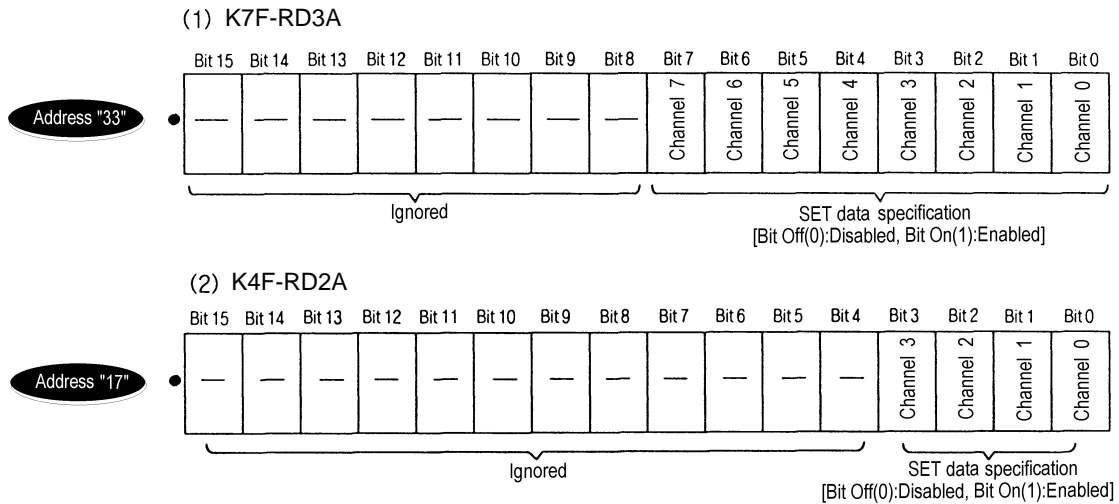 (1) K7F-RD3A
Bit 15 Bit 14 Bit 13 Bit 12 Bit 11 Bit 10 Bit 9 Bit 8 Bit 7 Bit 6 Bit 5 Bit 4 Bit 3 Bit 2 Bit 1 Bit 0
Address "33"
— — — — — — — — Channel 7 Channel 6 Channel 5 Channel 4 Channel 3 Channel 2 Channel 1 Channel 0
Ignored
SET data specification
[Bit Off(0):Disabled, Bit On(1):Enabled]
(2) K4F-RD2A
Bit 15 Bit 14 Bit 13 Bit 12 Bit 11 Bit 10 Bit 9 Bit 8 Bit 7 Bit 6 Bit 5 Bit 4 Bit 3 Bit 2 Bit 1 Bit 0
Address "17"
— — — — — — — — — — — — Channel 3 Channel 2 Channel 1 Channel 0
Ignored
SET data specification
[Bit Off(0):Disabled, Bit On(1):Enabled]